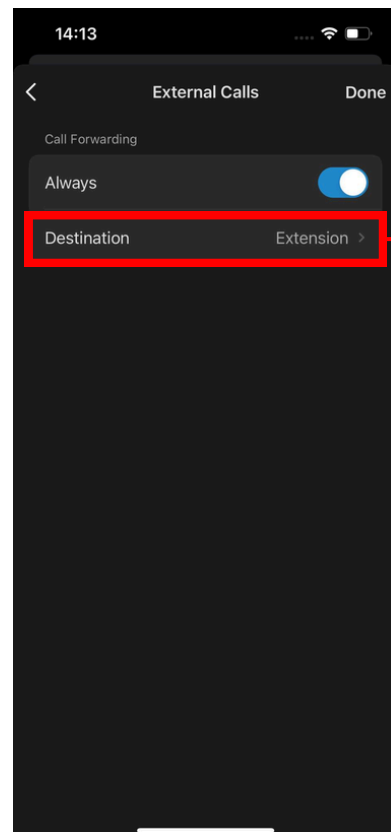 14:13
External Calls Done
Call Forwarding
Always
Destination Extension